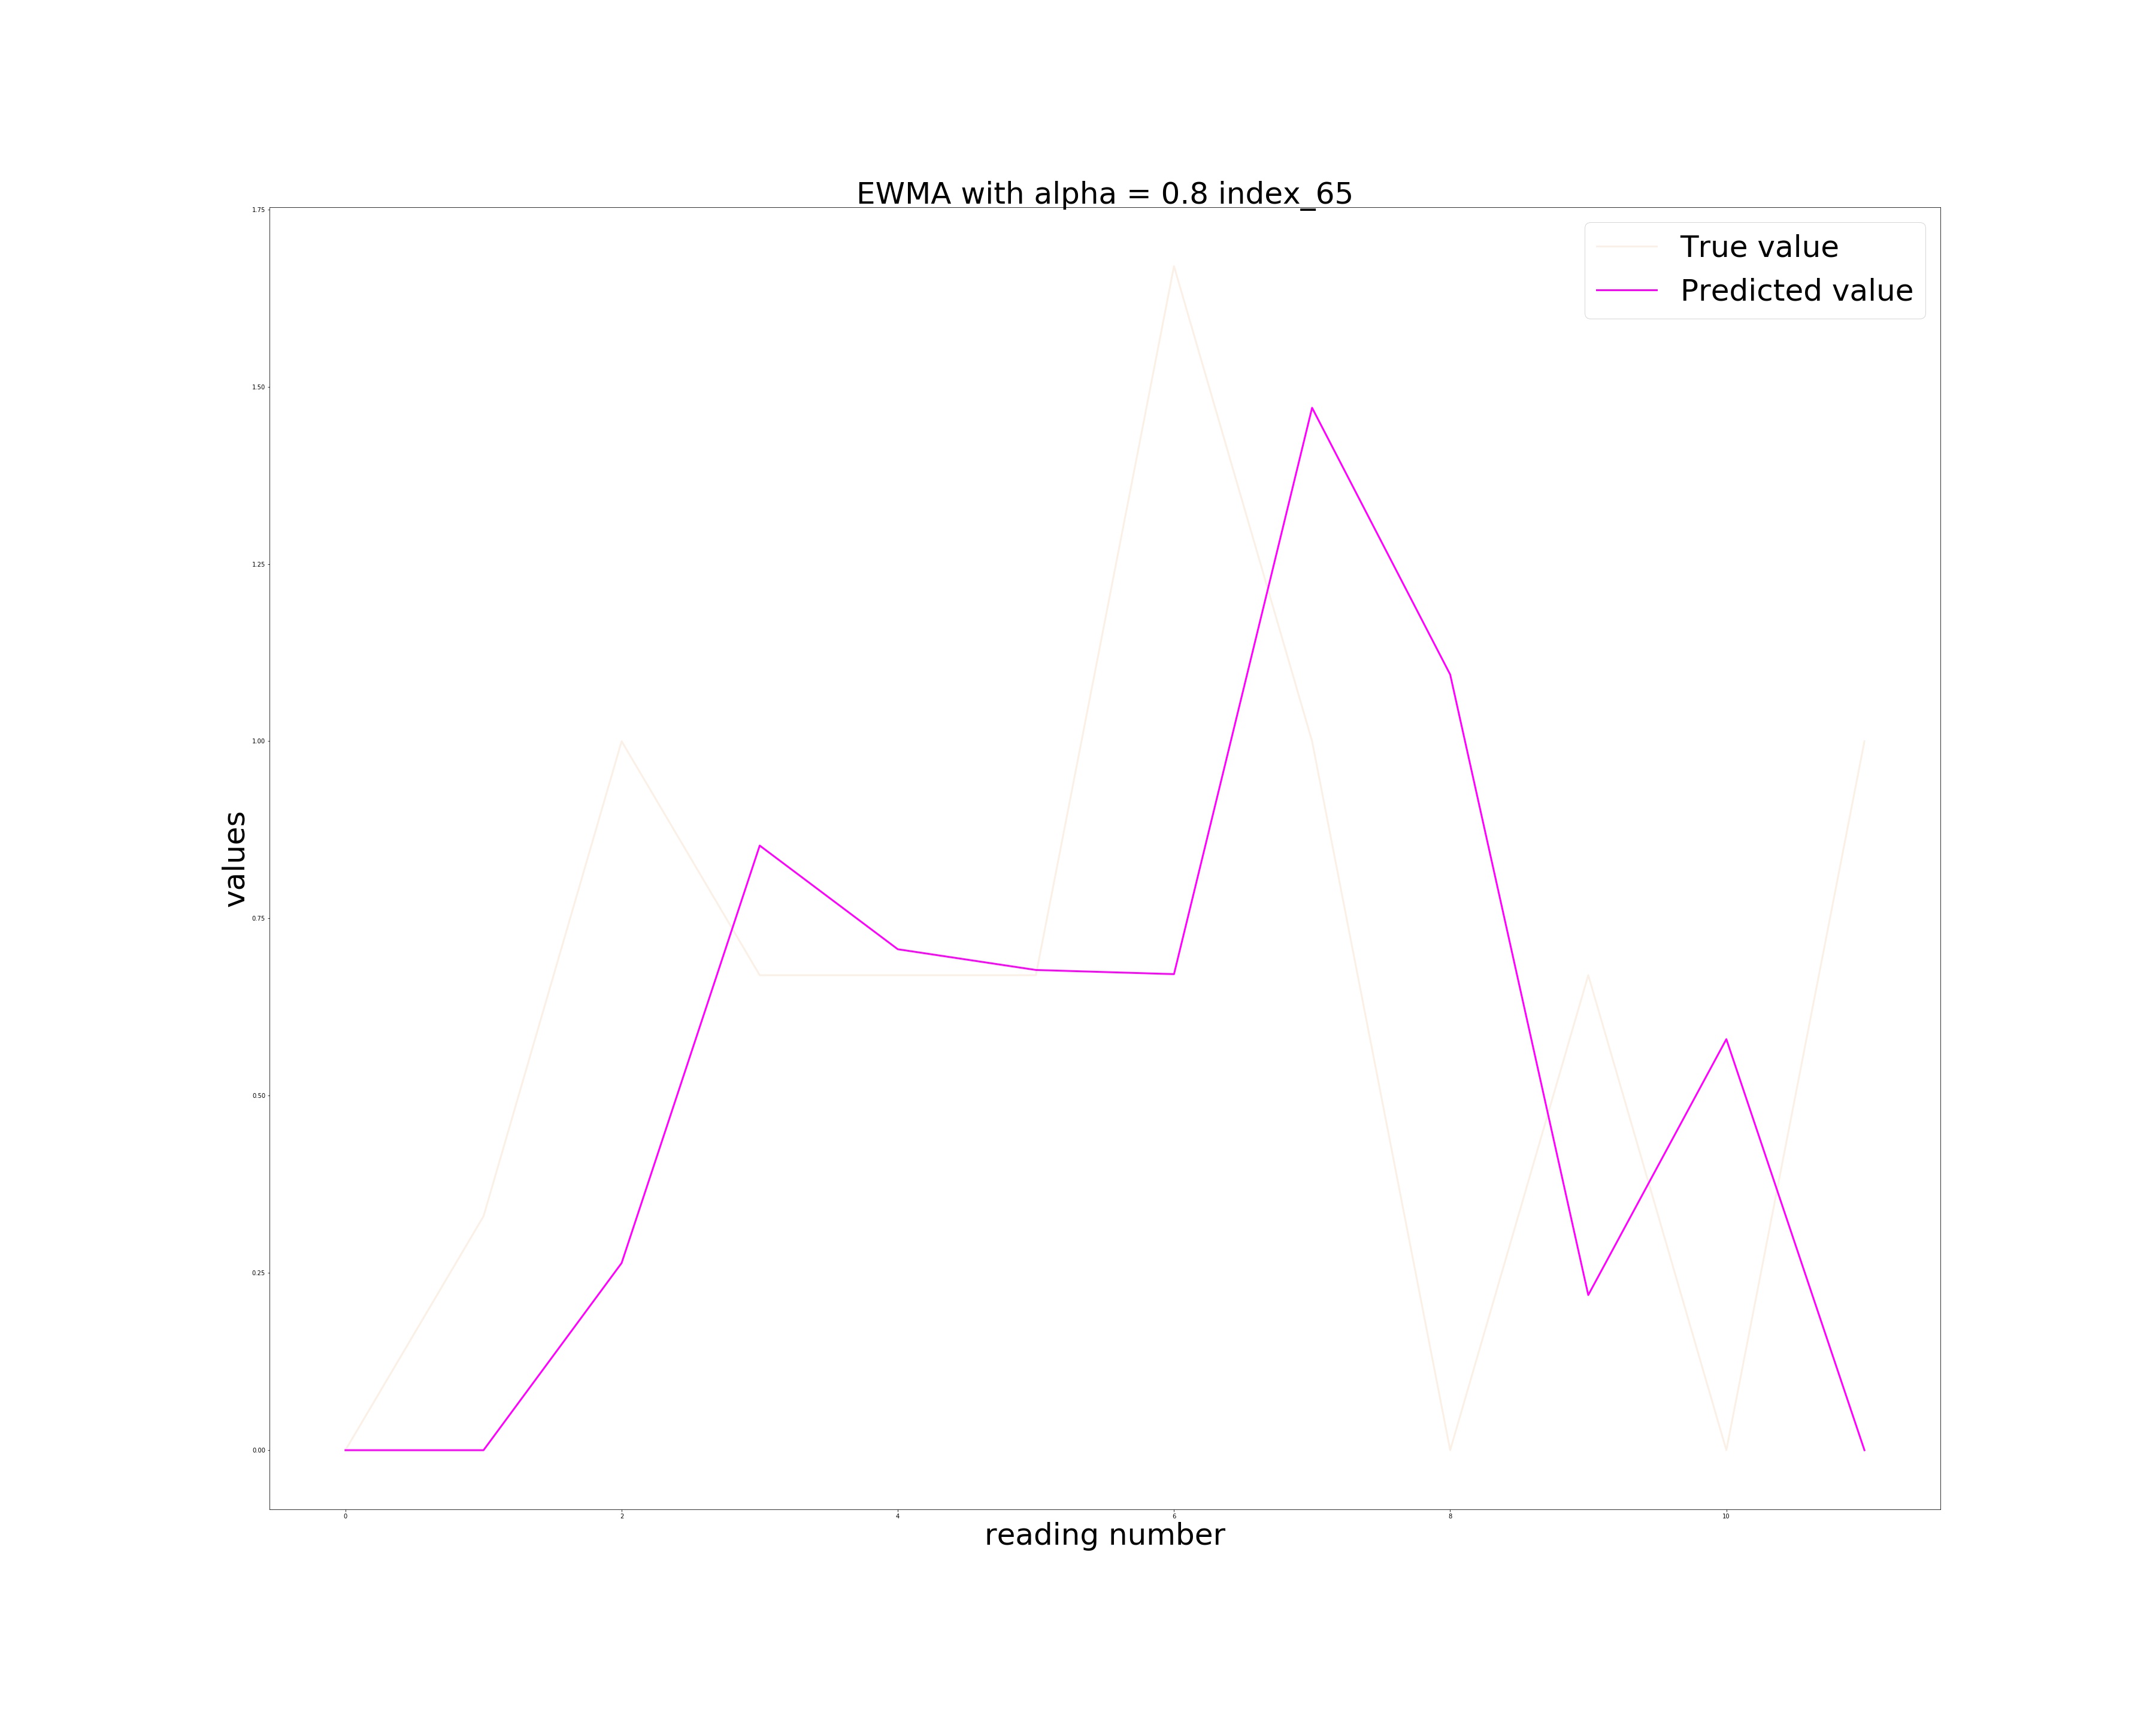 EWMA with alpha = 0.8 index_65
True value
Predicted value
1.75
1.50
1.25
1.00
0.75
0.50
0.25
0.00
values
0 2 4 6 8 10
reading number